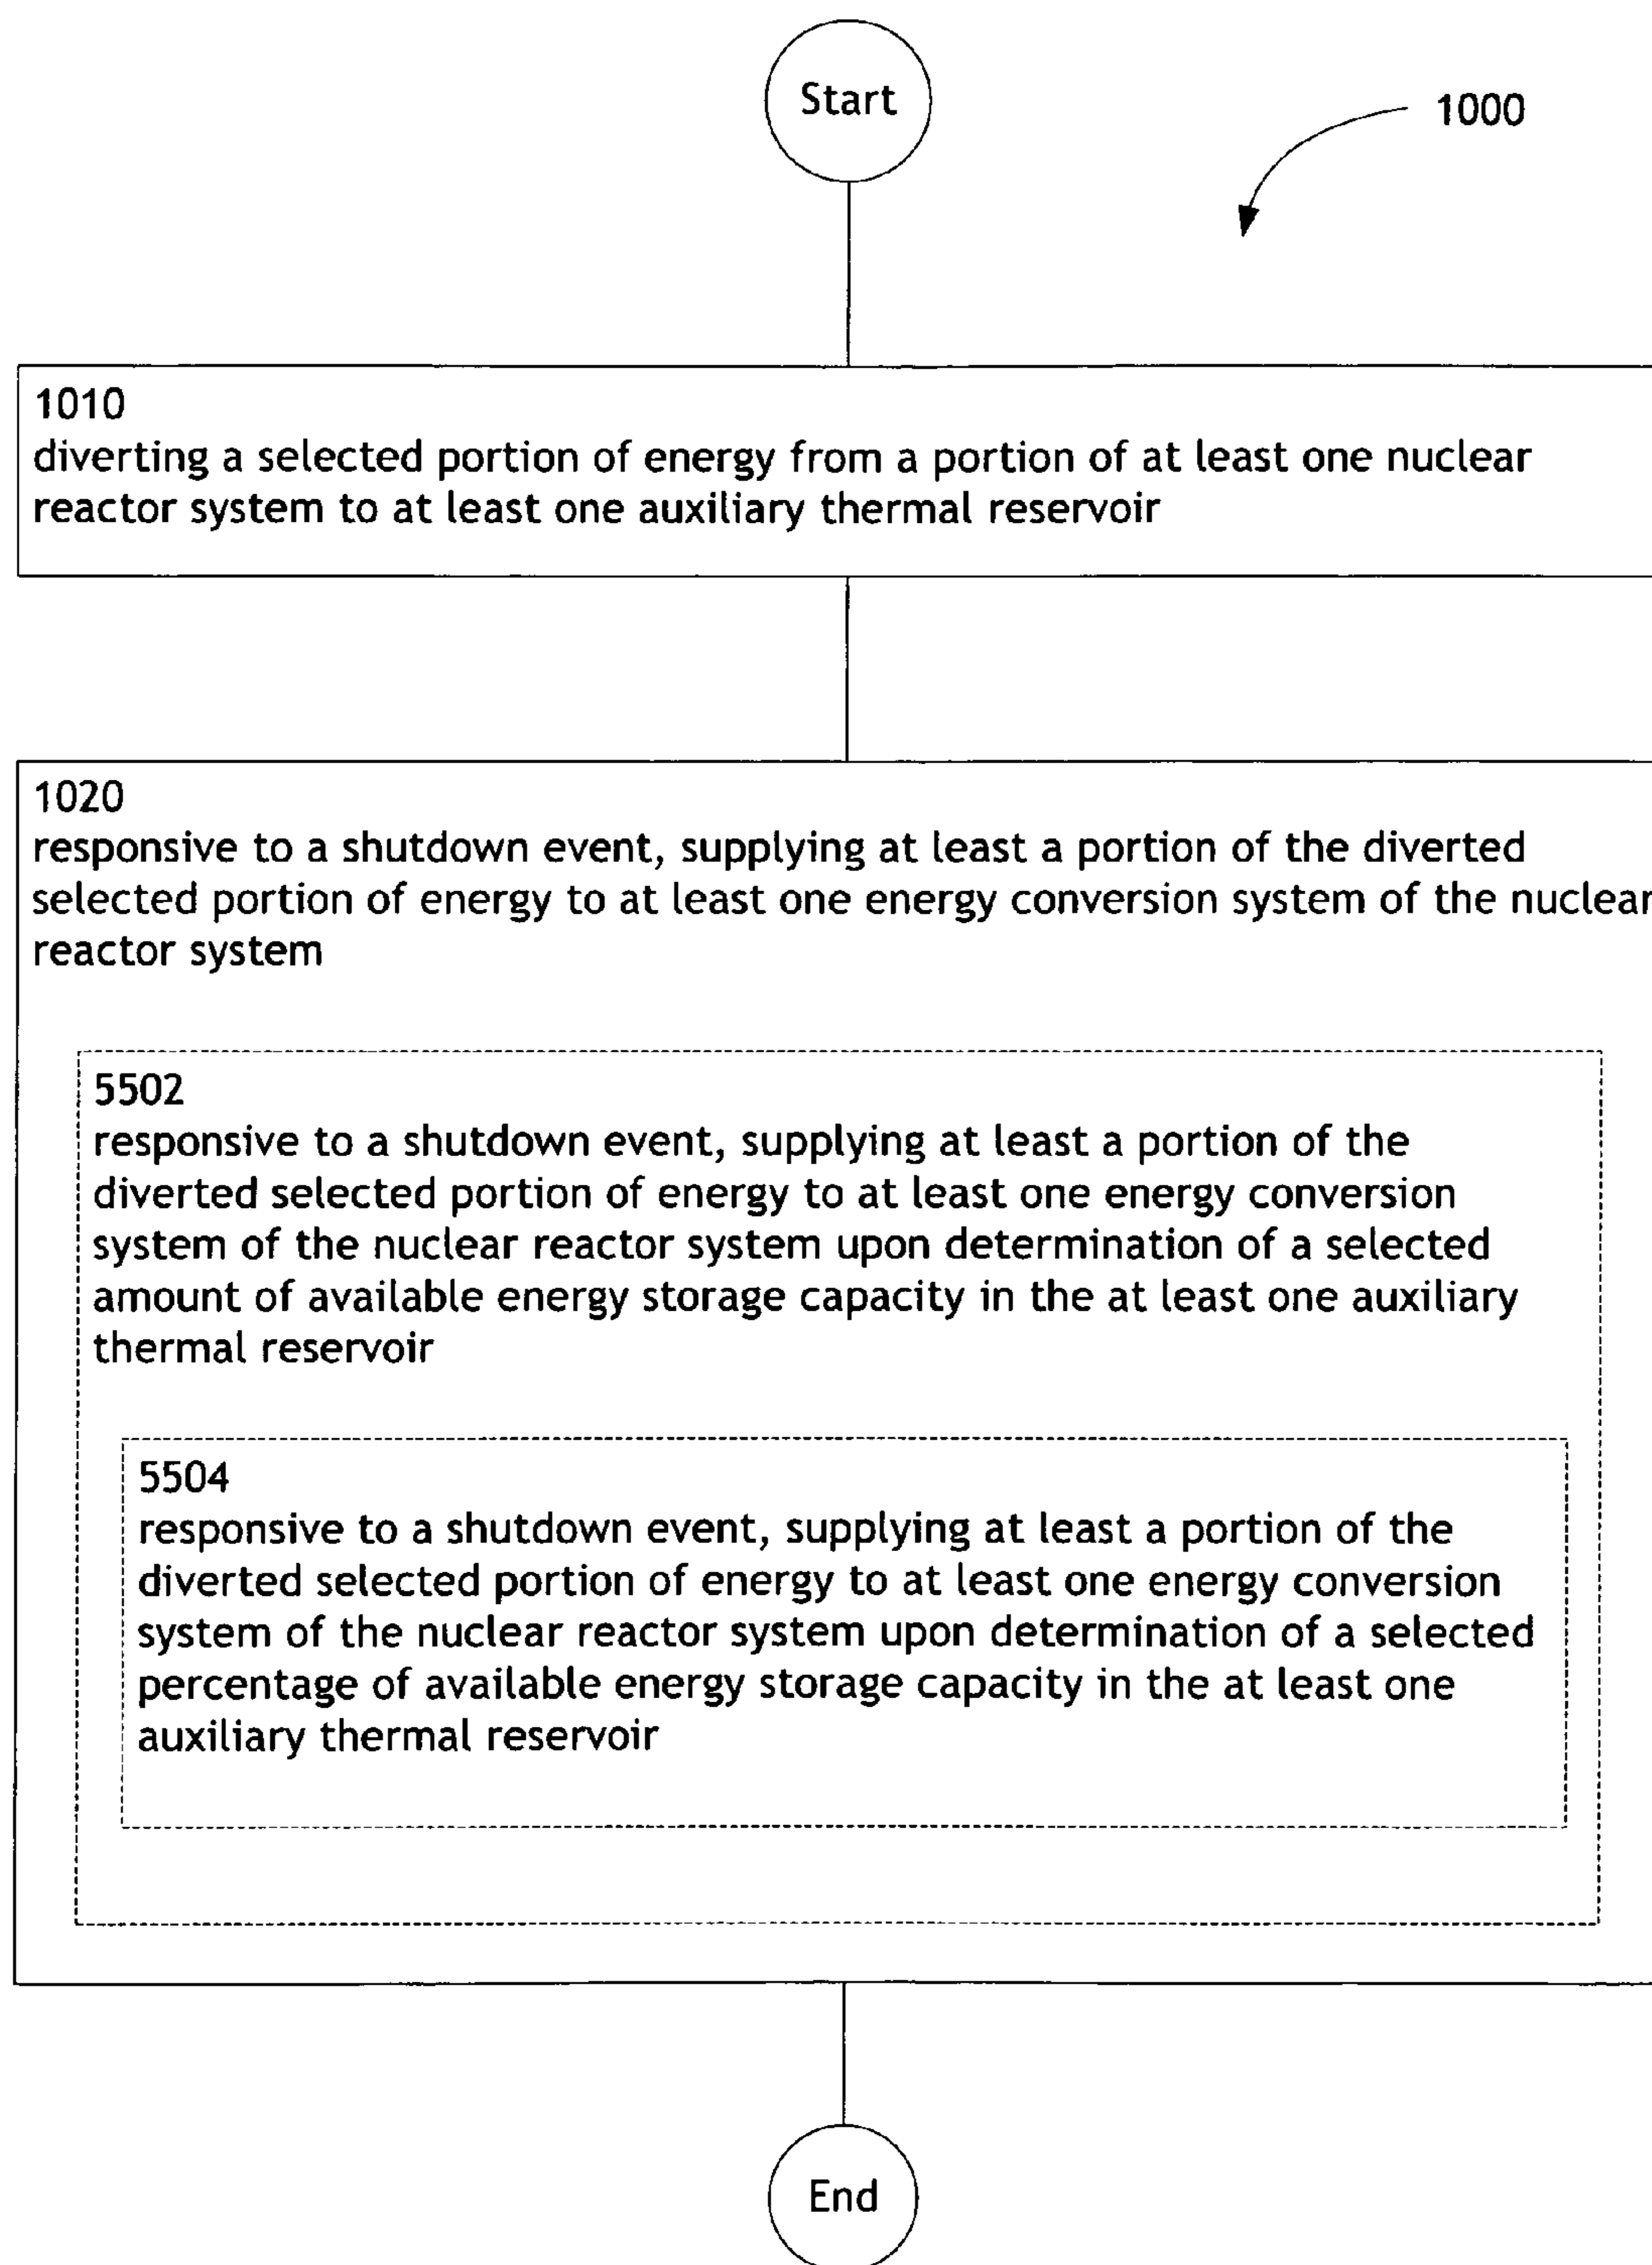 Start
1000
1010
diverting a selected portion of energy from a portion of at least one nuclear
reactor system to at least one auxiliary thermal reservoir
1020
responsive to a shutdown event, supplying at least a portion of the diverted
selected portion of energy to at least one energy conversion system of the nuclear
reactor system
5502
responsive to a shutdown event, supplying at least a portion of the
diverted selected portion of energy to at least one energy conversion
system of the nuclear reactor system upon determination of a selected
amount of available energy storage capacity in the at least one auxiliary
thermal reservoir
5504
responsive to a shutdown event, supplying at least a portion of the
diverted selected portion of energy to at least one energy conversion
system of the nuclear reactor system upon determination of a selected
percentage of available energy storage capacity in the at least one
auxiliary thermal reservoir
End